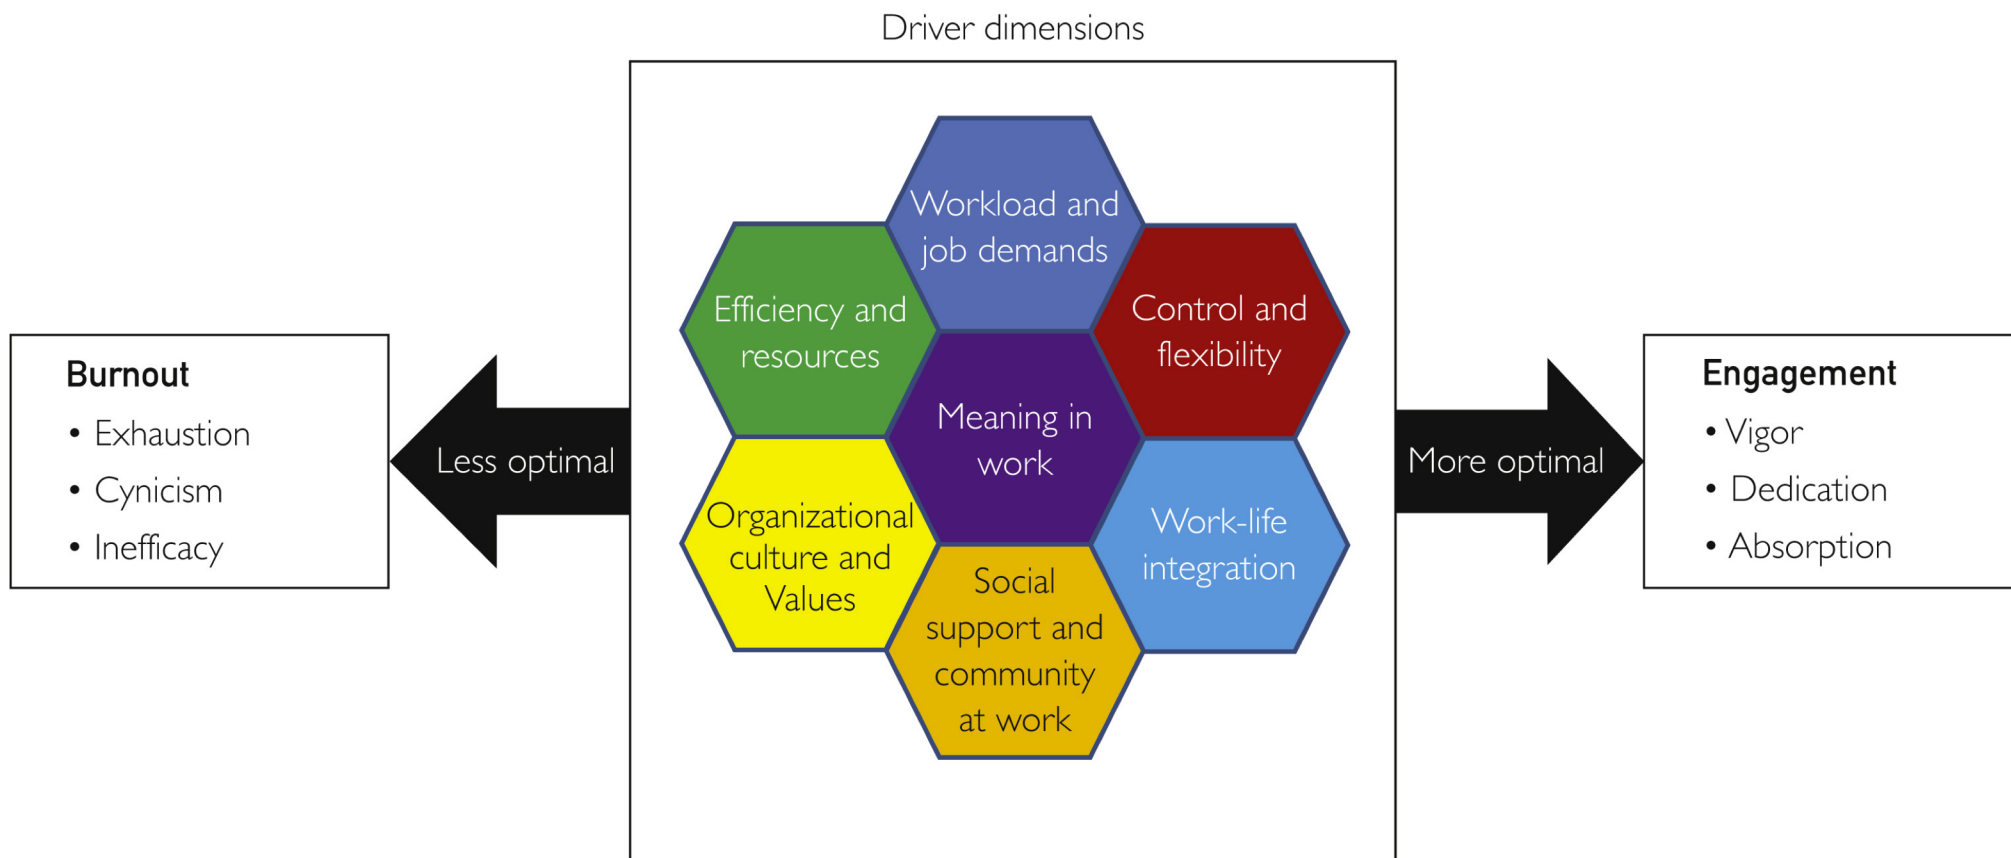 Driver dimensions
Workload and
job demands
Efficiency and
resources
Control and
flexibility
Meaning in
work
Organizational
culture and
Values
Work-life
integration
Social
support and
community
at work
Burnout
• Exhaustion
• Cynicism
• Inefficacy
Less optimal
More optimal
Engagement
• Vigor
• Dedication
• Absorption